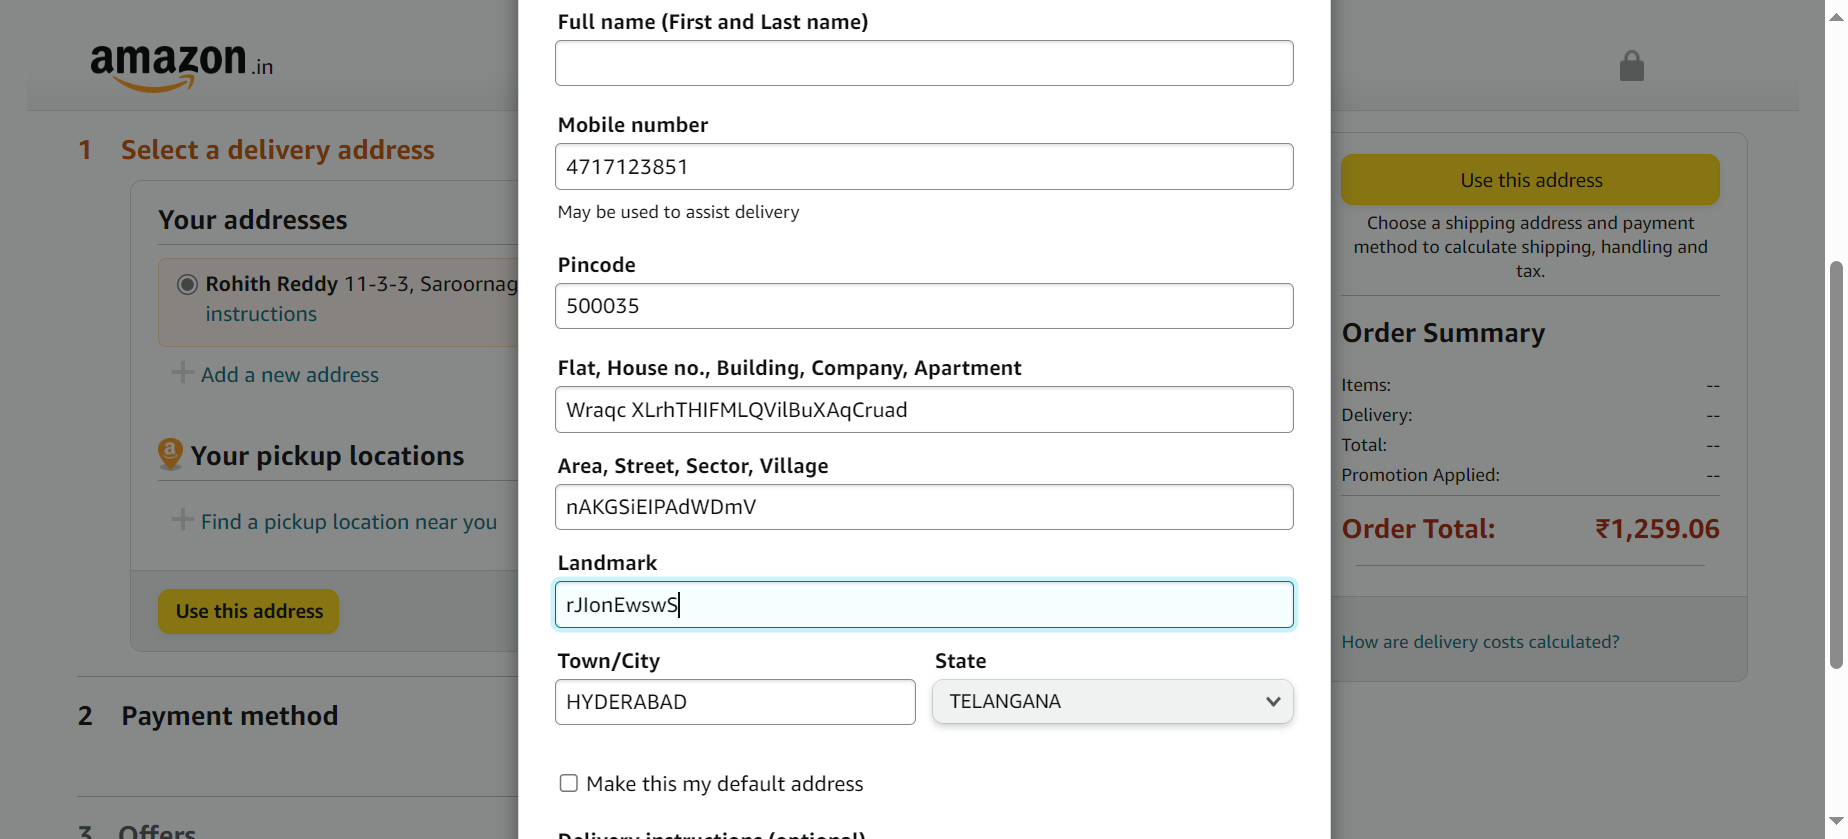 amazon.in
1 Select a delivery address
Your addresses
Rohith Reddy 11-3-3, Saroornag
instructions
Add a new address
Your pickup locations
Find a pickup location near you
Use this address
2 Payment method
3 Offers
Full name (First and Last name)
Mobile number
4717123851
May be used to assist delivery
Pincode
500035
Flat, House no., Building, Company, Apartment
Wraqc XLrhTHIFMLQVilBuXAqCruad
Area, Street, Sector, Village
nAKGSiEIPAdWDmV
Landmark
rJIonEwswS
Town/City
State
HYDERABAD
TELANGANA
Make this my default address
Delivery instructions (optional)
Use this address
Choose a shipping address and payment
method to calculate shipping, handling and
tax.
Order Summary
Items: --
Delivery: --
Total: --
Promotion Applied: --
Order Total: ₹1,259.06
How are delivery costs calculated?